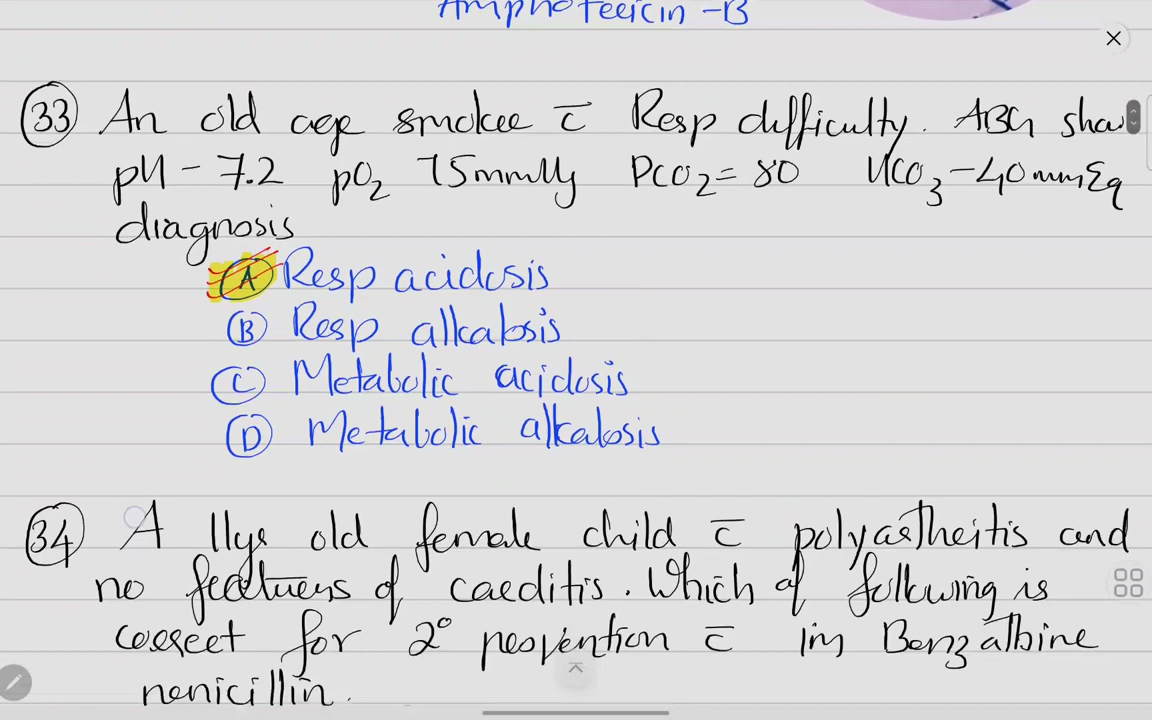 Amphotericin -B
33 An old age smoker c̄ Resp difficulty. ABG show
pH - 7.2 pO2 75mmHg PCO2 = 80 HCO3 - 40 mmEq
diagnosis
A Resp acidosis
B Resp alkalosis
C Metabolic acidosis
D Metabolic alkalosis
34 A 11yr old female child c̄ polyarthritis and
no features of carditis. Which of following is
correct for 2° prevention c̄ im Benzathine
penicillin.